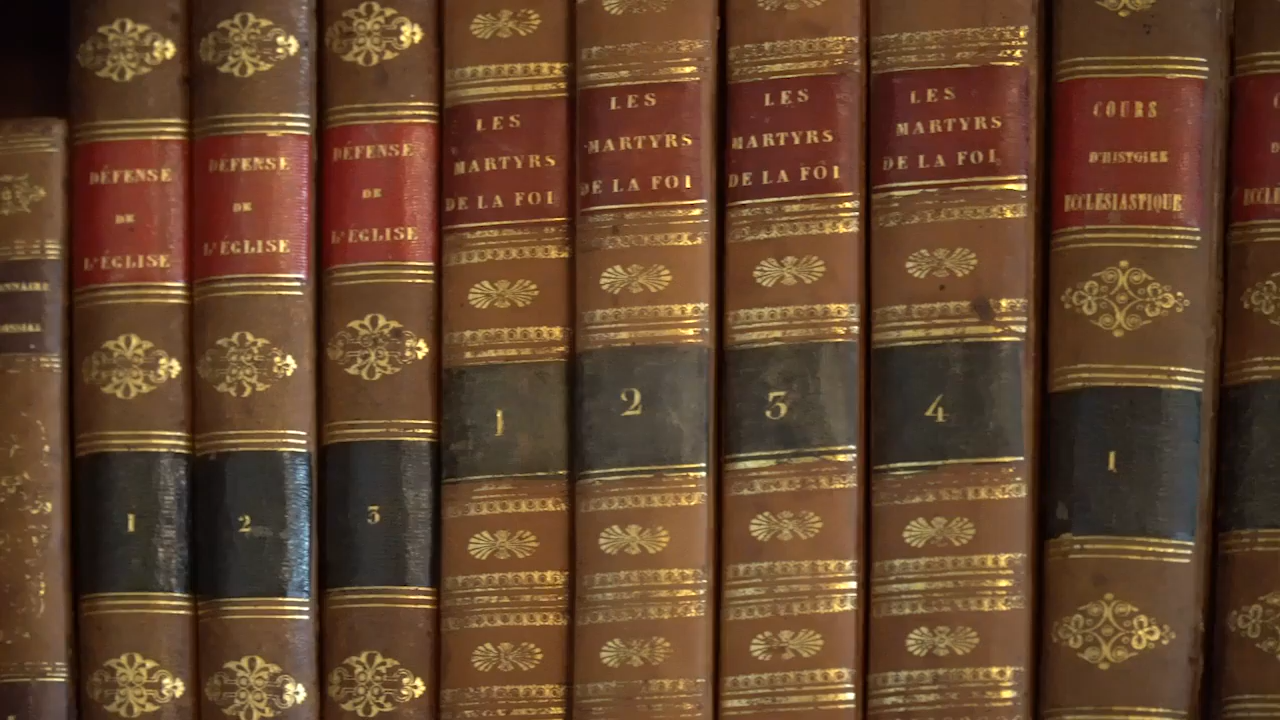 DÉFENSE
DE
L'ÉGLISE
1
DÉFENSE
DE
L'ÉGLISE
2
DÉFENSE
DE
L'ÉGLISE
3
LES
MARTYRS
DE LA FOI
1
LES
MARTYRS
DE LA FOI
2
LES
MARTYRS
DE LA FOI
3
LES
MARTYRS
DE LA FOI
4
COURS
D'HISTOIRE
ECCLÉSIASTIQUE
1